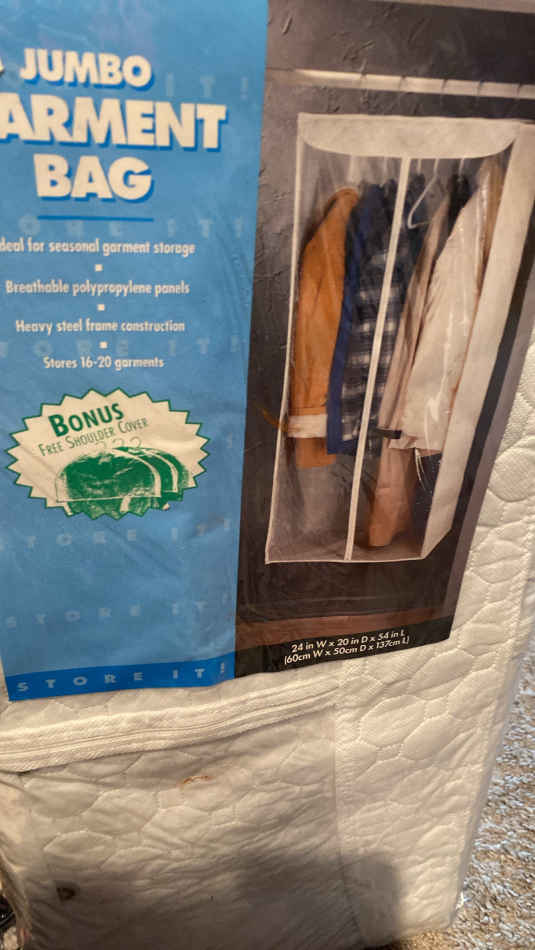 JUMBO
ARMENT
BAG
deal for seasonal garment storage
Breathable polypropylene panels
Heavy steel frame construction
Stores 16-20 garments
BONUS
FREE SHOULDER COVER
STORE IT!
24 in W x 20 in D x 54 in L
(60cm W x 50cm D x 137cm L)